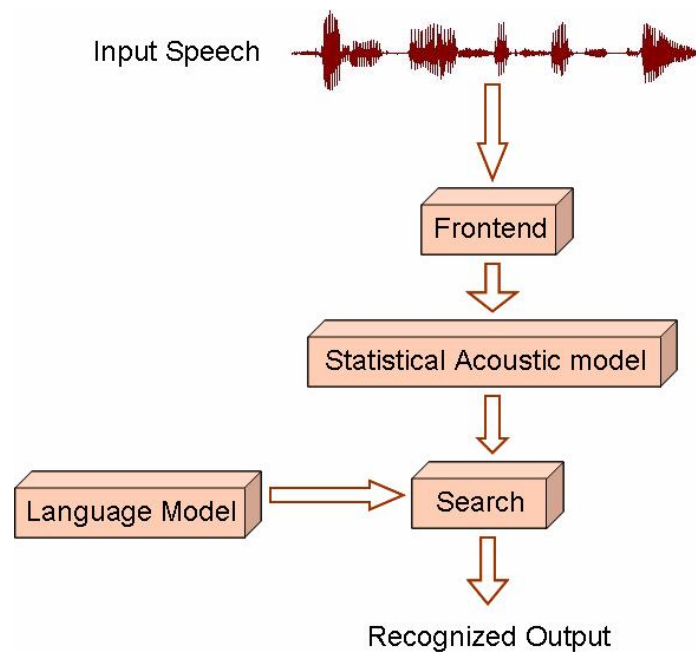 Input Speech
Frontend
Statistical Acoustic model
Language Model
Search
Recognized Output